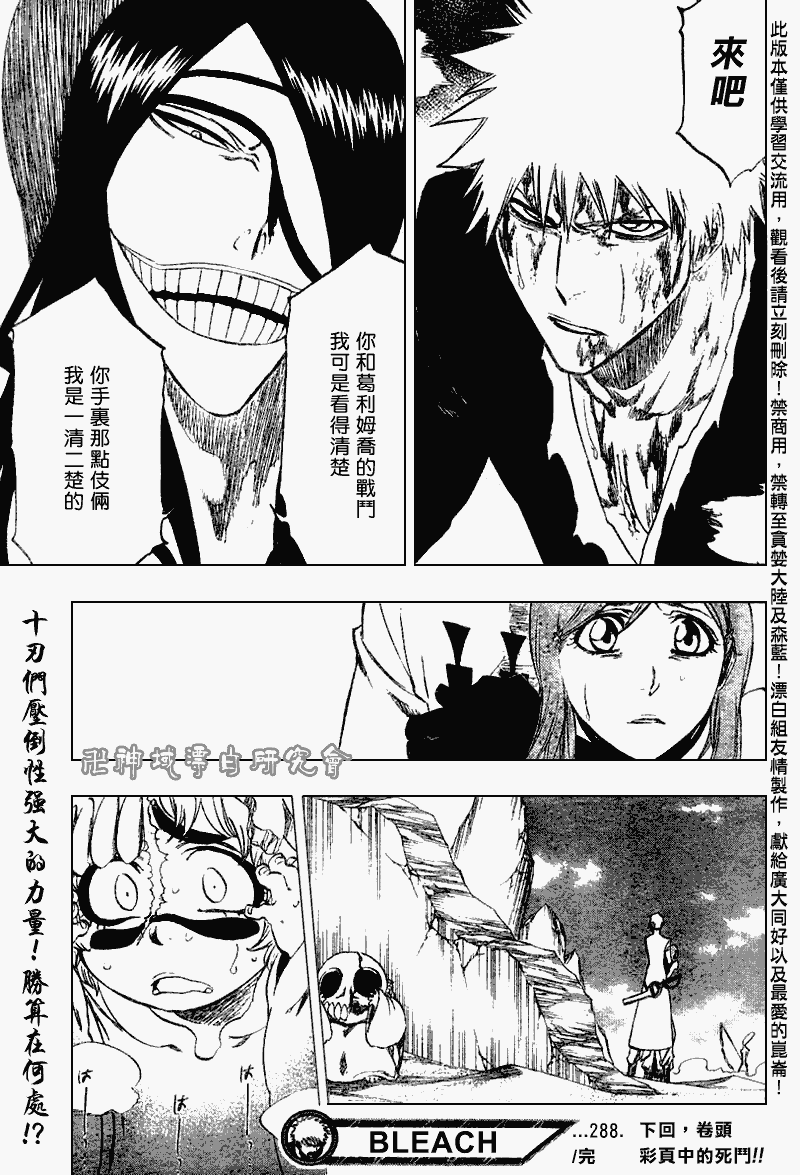 來吧
你和葛利姆喬的戰鬥
我可是看得清楚
你手裏那點伎倆
我是一清二楚的
卍神域漂白研究會
は
は
は
十刃們壓倒性強大的力量！勝算在何處!?
BLEACH
...288.
/完
下回，卷頭
彩頁中的死鬥!!
此版本僅供學習交流用，觀看後請立刻刪除！禁商用，禁轉至貪婪大陸及森藍！漂白組友情製作，獻給廣大同好以及最愛的崑崙！